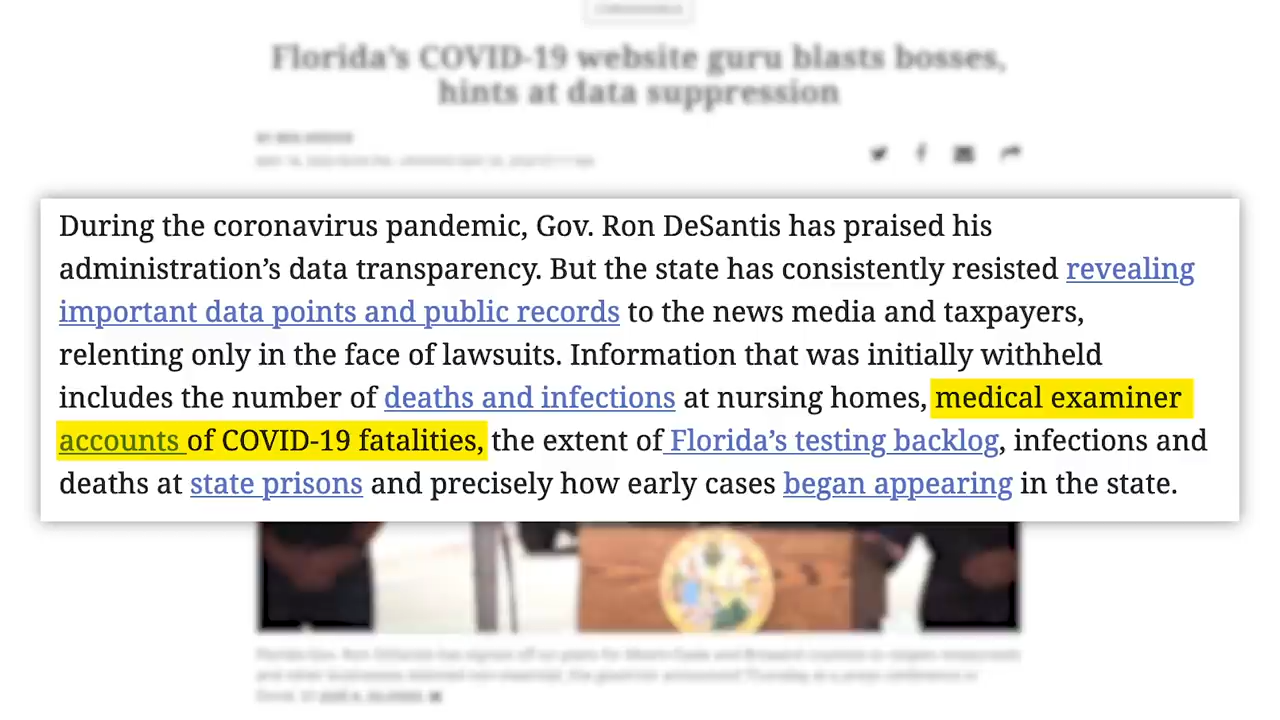 Florida's COVID-19 website guru blasts bosses,
hints at data suppression
During the coronavirus pandemic, Gov. Ron DeSantis has praised his
administration’s data transparency. But the state has consistently resisted revealing
important data points and public records to the news media and taxpayers,
relenting only in the face of lawsuits. Information that was initially withheld
includes the number of deaths and infections at nursing homes, medical examiner
accounts of COVID-19 fatalities, the extent of Florida’s testing backlog, infections and
deaths at state prisons and precisely how early cases began appearing in the state.